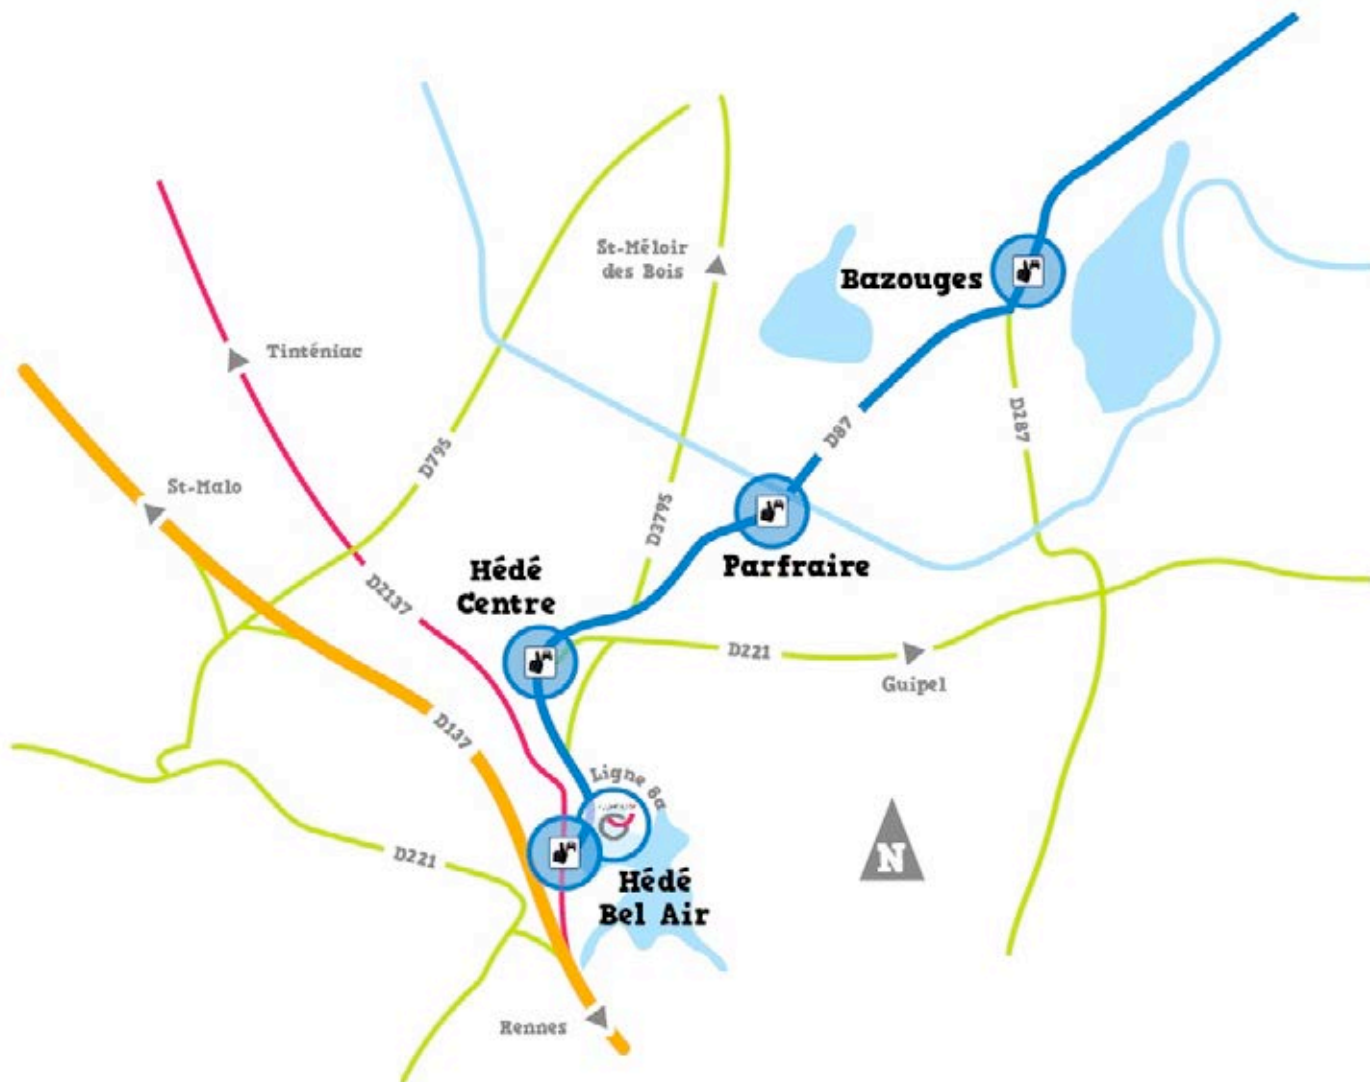 St-Méloir
des Bois
Bazouges
Tinténiac
D287
D87
D795
St-Malo
D3795
Parfraire
Hédé
Centre
D2137
D221
Guipel
D137
Ligne 8a
N
D221
Hédé
Bel Air
Rennes